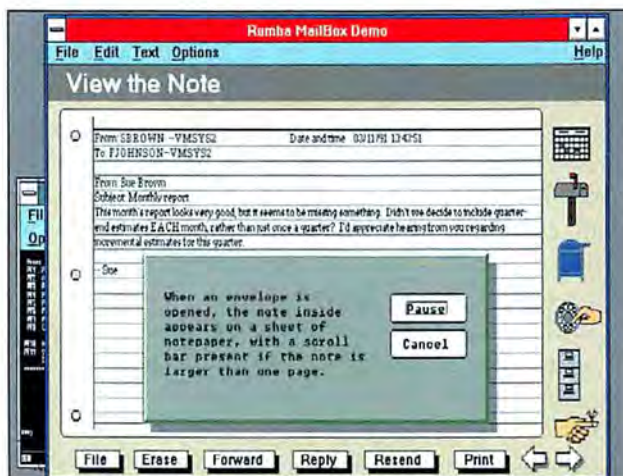 Rumba MailBox Demo
File Edit Text Options Help
View the Note
From: SBROWN -VMSYS2 Date and time 03/11/91 13:43:51
To: PJOHNSON-VMSYS2
From: Sue Brown
Subject: Monthly report
This month's report looks very good, but it seems to be missing something. Didn't we decide to include quarter-
end estimates EACH month, rather than just once a quarter? I'd appreciate hearing from you regarding
incremental estimates for this quarter.
- Sue
When an envelope is
opened, the note inside
appears on a sheet of
notepaper, with a scroll
bar present if the note is
larger than one page.
Pause
Cancel
File Erase Forward Reply Resend Print